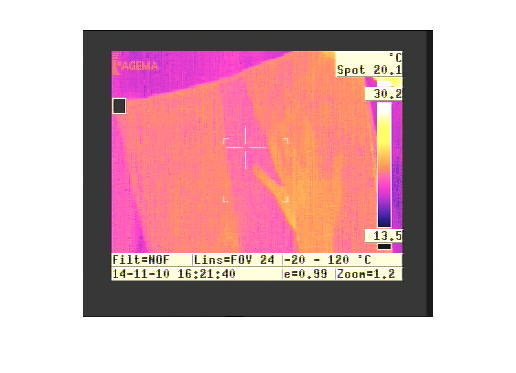 °C
AGEMA
Spot 20.1
30.2
13.5
Filt=NOF Lins=FOV 24 -20 - 120 °C
14-11-10 16:21:40 e=0.99 Zoom=1.2